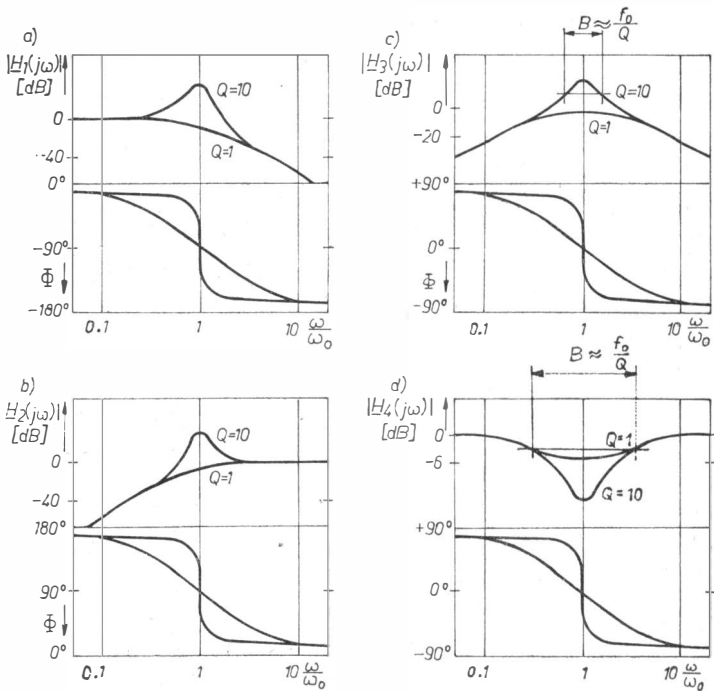 a)
|H1(jω)|
[dB]
0
-40
0°
Q=10
Q=1
-90°
Φ
-180°
0.1
1
10
ω/ω0
B ≈ f0/Q
c)
|H3(jω)|
[dB]
0
-20
+90°
Q=10
Q=1
0°
Φ
-90°
0.1
1
10
ω/ω0
b)
|H2(jω)|
[dB]
0
-40
180°
Q=10
Q=1
90°
Φ
0°
0.1
1
10
ω/ω0
B ≈ f0/Q
d)
|H4(jω)|
[dB]
0
-6
+90°
Q=1
Q=10
0°
Φ
-90°
0.1
1
10
ω/ω0